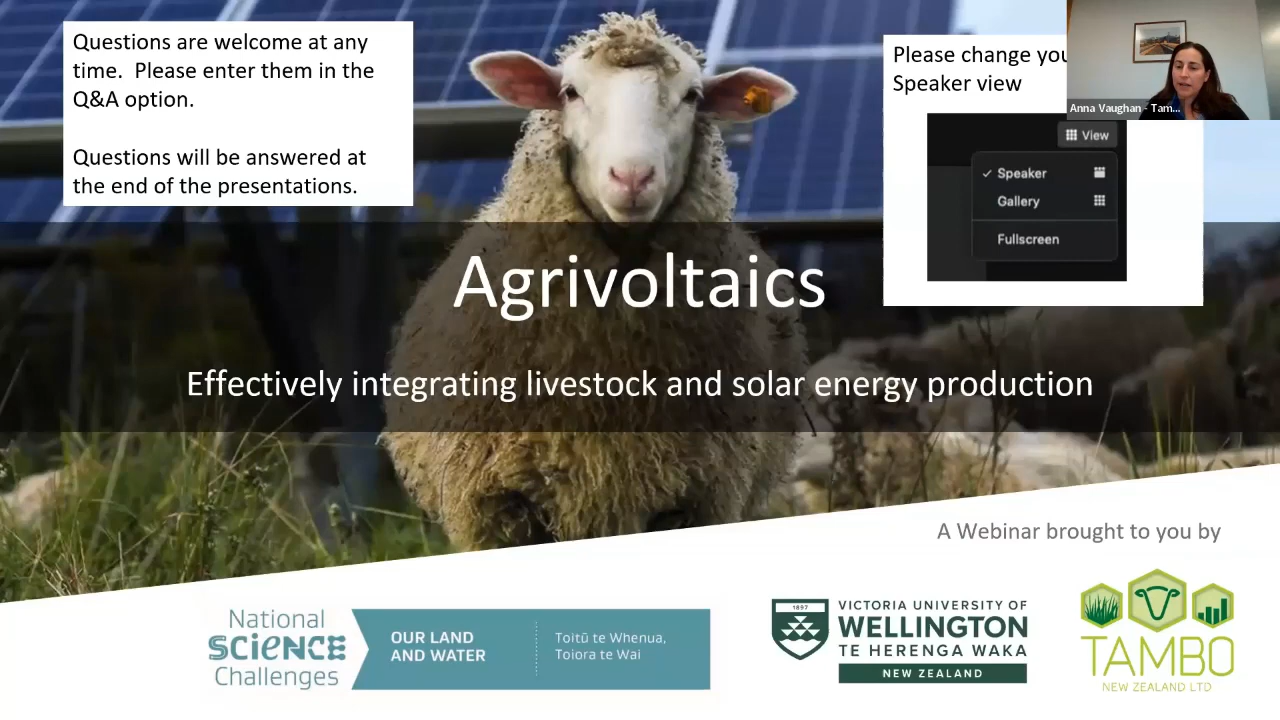 Questions are welcome at any
time. Please enter them in the
Q&A option.
Questions will be answered at
the end of the presentations.
Please change you
Speaker view
View
Speaker
Gallery
Fullscreen
Anna Vaughan - Tam...
Agrivoltaics
Effectively integrating livestock and solar energy production
A Webinar brought to you by
National
SCIENCE
Challenges
OUR LAND
AND WATER
Toitū te Whenua,
Toiora te Wai
1897
VICTORIA UNIVERSITY OF
WELLINGTON
TE HERENGA WAKA
NEW ZEALAND
TAMBO
NEW ZEALAND LTD